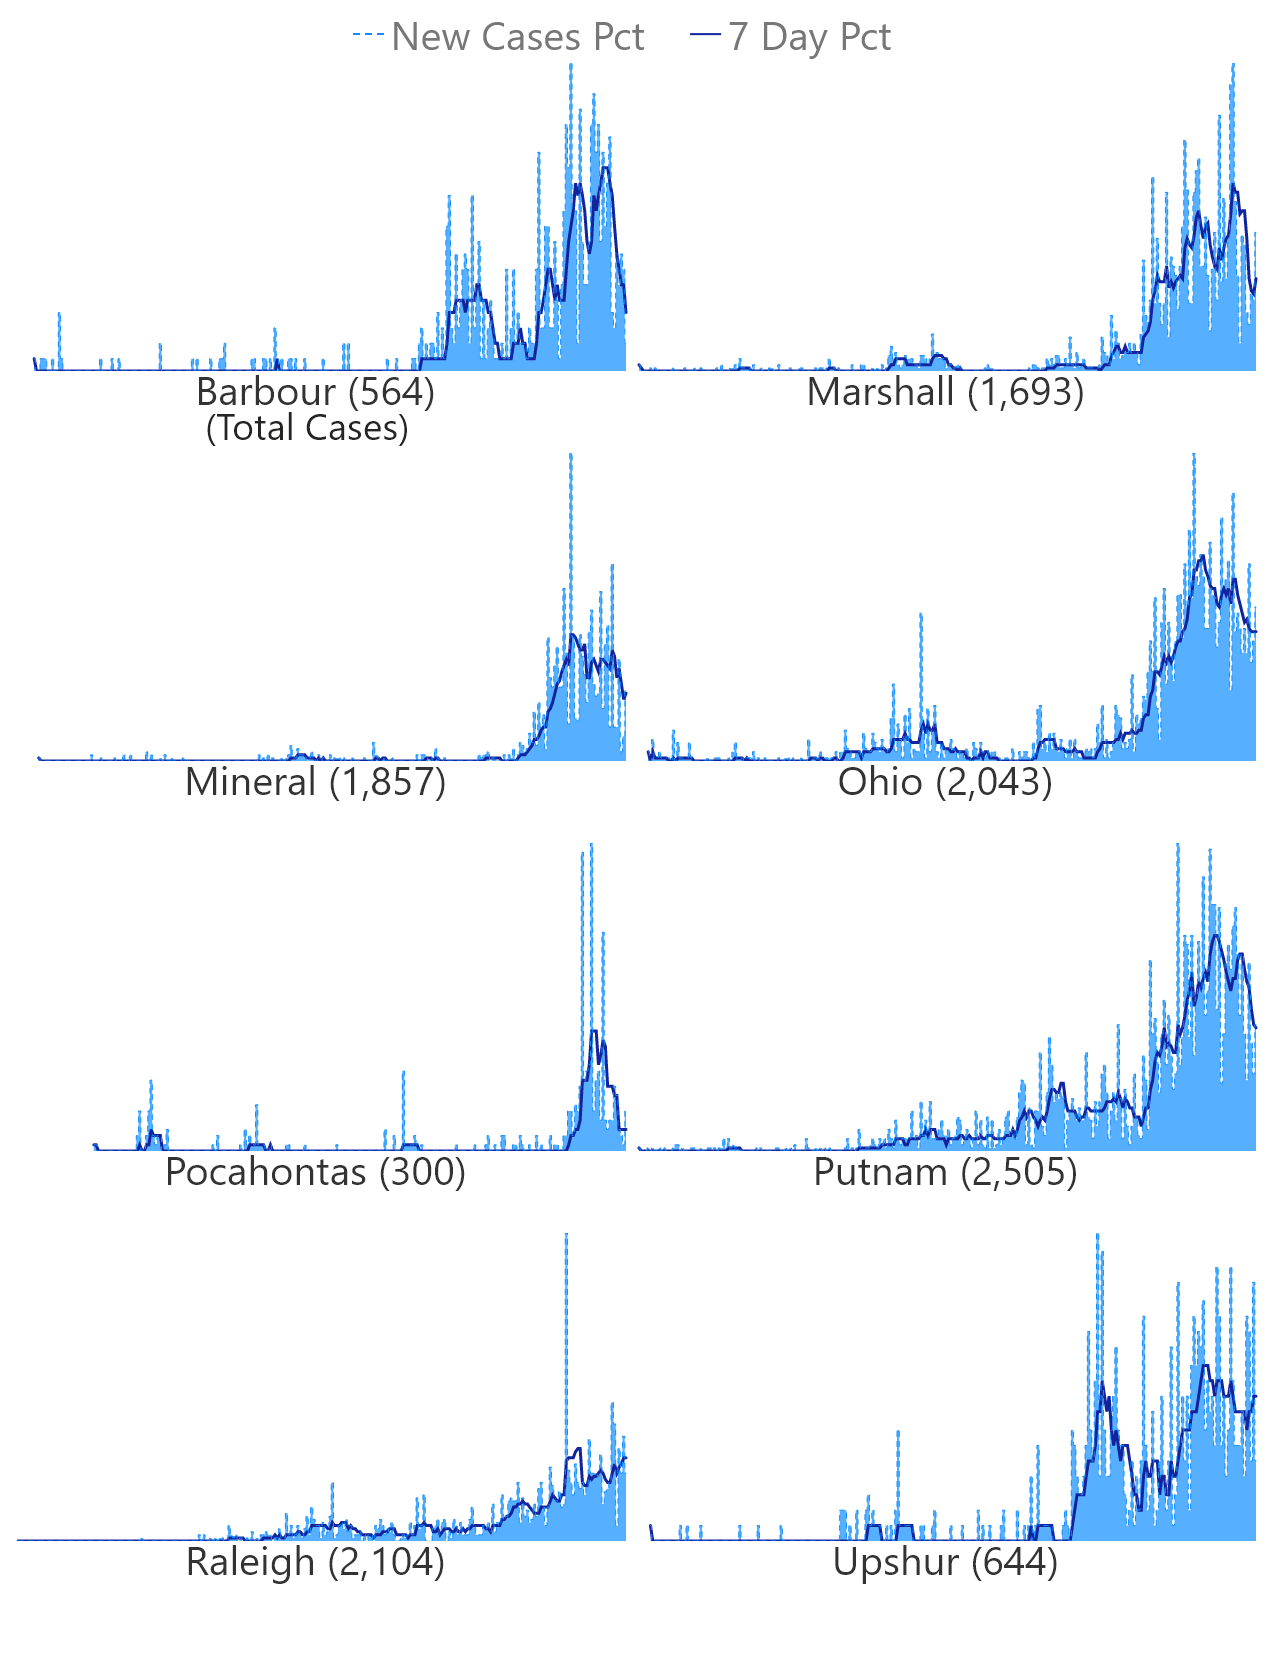 New Cases Pct 7 Day Pct
Barbour (564) Marshall (1,693)
(Total Cases)
Mineral (1,857) Ohio (2,043)
Pocahontas (300) Putnam (2,505)
Raleigh (2,104) Upshur (644)